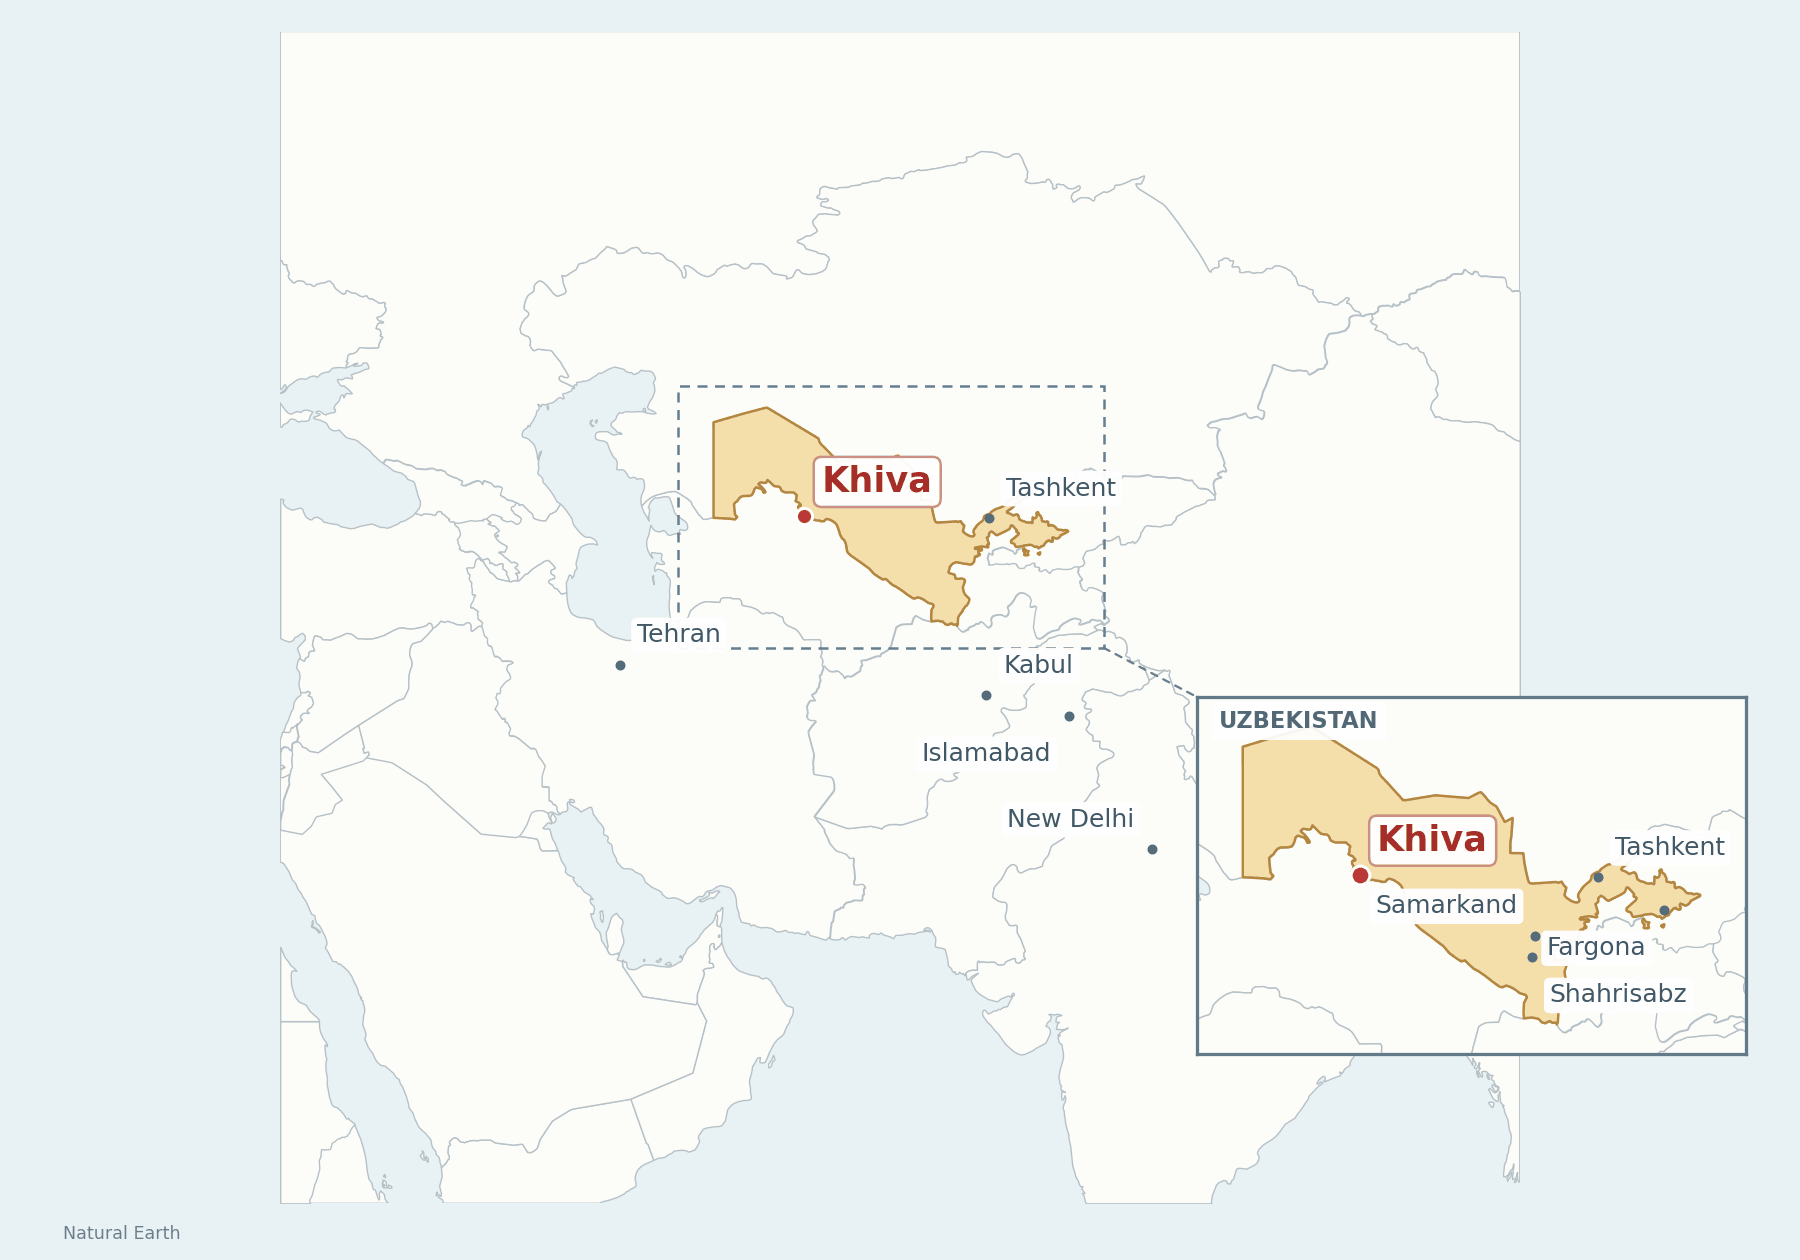 Khiva
Tashkent
Tehran
Kabul
Islamabad
New Delhi
UZBEKISTAN
Khiva
Tashkent
Samarkand
Fargona
Shahrisabz
Natural Earth